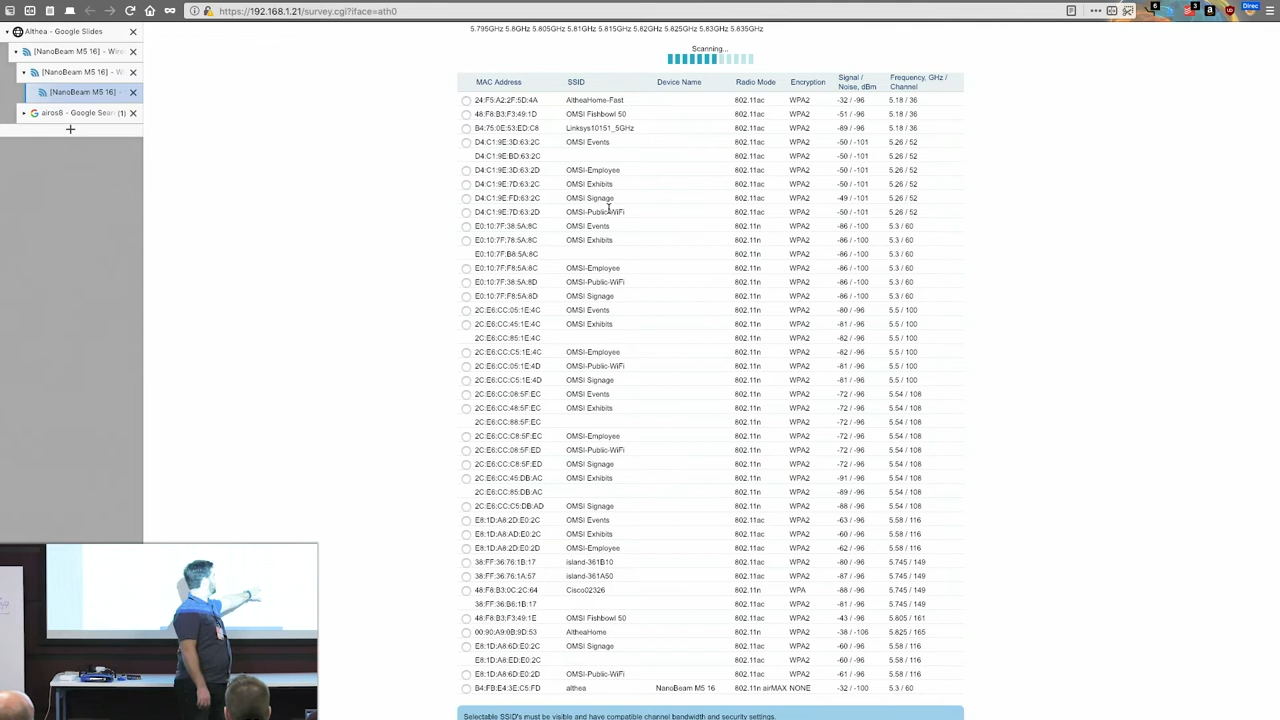 https://192.168.1.21/survey.cgi?iface=ath0
6
3
Direc
Althea - Google Slides
[NanoBeam M5 16] - Wire
[NanoBeam M5 16] - Wi
[NanoBeam M5 16] -
airos8 - Google Sear (1)
5.795GHz 5.8GHz 5.805GHz 5.81GHz 5.815GHz 5.82GHz 5.825GHz 5.83GHz 5.835GHz
Scanning...
MAC Address SSID Device Name Radio Mode Encryption Signal / Noise, dBm Frequency, GHz / Channel
24:F5:A2:2F:5D:4A AltheaHome-Fast 802.11ac WPA2 -32 / -96 5.18 / 36
48:F8:B3:F3:49:1D OMSI Fishbowl 50 802.11ac WPA2 -51 / -96 5.18 / 36
B4:75:0E:53:ED:C8 Linksys10151_5GHz 802.11ac WPA2 -89 / -96 5.18 / 36
D4:C1:9E:3D:63:2C OMSI Events 802.11ac WPA2 -50 / -101 5.26 / 52
D4:C1:9E:BD:63:2C 802.11ac WPA2 -50 / -101 5.26 / 52
D4:C1:9E:3D:63:2D OMSI-Employee 802.11ac WPA2 -50 / -101 5.26 / 52
D4:C1:9E:7D:63:2C OMSI Exhibits 802.11ac WPA2 -50 / -101 5.26 / 52
D4:C1:9E:FD:63:2C OMSI Signage 802.11ac WPA2 -49 / -101 5.26 / 52
D4:C1:9E:7D:63:2D OMSI-Public-WiFi 802.11ac WPA2 -50 / -101 5.26 / 52
E0:10:7F:38:5A:8C OMSI Events 802.11n WPA2 -86 / -100 5.3 / 60
E0:10:7F:78:5A:8C OMSI Exhibits 802.11n WPA2 -86 / -100 5.3 / 60
E0:10:7F:B8:5A:8C 802.11n WPA2 -86 / -100 5.3 / 60
E0:10:7F:F8:5A:8C OMSI-Employee 802.11n WPA2 -86 / -100 5.3 / 60
E0:10:7F:38:5A:8D OMSI-Public-WiFi 802.11n WPA2 -86 / -100 5.3 / 60
E0:10:7F:F8:5A:8D OMSI Signage 802.11n WPA2 -86 / -100 5.3 / 60
2C:E6:CC:05:1E:4C OMSI Events 802.11n WPA2 -80 / -96 5.5 / 100
2C:E6:CC:45:1E:4C OMSI Exhibits 802.11n WPA2 -81 / -96 5.5 / 100
2C:E6:CC:85:1E:4C 802.11n WPA2 -82 / -96 5.5 / 100
2C:E6:CC:C5:1E:4C OMSI-Employee 802.11n WPA2 -82 / -96 5.5 / 100
2C:E6:CC:05:1E:4D OMSI-Public-WiFi 802.11n WPA2 -81 / -96 5.5 / 100
2C:E6:CC:C5:1E:4D OMSI Signage 802.11n WPA2 -81 / -96 5.5 / 100
2C:E6:CC:08:5F:EC OMSI Events 802.11n WPA2 -72 / -96 5.54 / 108
2C:E6:CC:48:5F:EC OMSI Exhibits 802.11n WPA2 -72 / -96 5.54 / 108
2C:E6:CC:88:5F:EC 802.11n WPA2 -72 / -96 5.54 / 108
2C:E6:CC:C8:5F:EC OMSI-Employee 802.11n WPA2 -72 / -96 5.54 / 108
2C:E6:CC:08:5F:ED OMSI-Public-WiFi 802.11n WPA2 -72 / -96 5.54 / 108
2C:E6:CC:C8:5F:ED OMSI Signage 802.11n WPA2 -72 / -96 5.54 / 108
2C:E6:CC:45:DB:AC OMSI Exhibits 802.11n WPA2 -91 / -96 5.54 / 108
2C:E6:CC:85:DB:AC 802.11n WPA2 -89 / -96 5.54 / 108
2C:E6:CC:C5:DB:AD OMSI Signage 802.11n WPA2 -88 / -96 5.54 / 108
E8:1D:A8:2D:E0:2C OMSI Events 802.11ac WPA2 -63 / -96 5.58 / 116
E8:1D:A8:AD:E0:2C OMSI Exhibits 802.11ac WPA2 -63 / -96 5.58 / 116
E8:1D:A8:2D:E0:2D OMSI-Employee 802.11ac WPA2 -62 / -96 5.58 / 116
38:FF:36:76:1B:17 island-361B10 802.11ac WPA2 -80 / -96 5.745 / 149
38:FF:36:76:1A:57 island-361A50 802.11ac WPA2 -87 / -96 5.745 / 149
48:F8:B3:0C:2C:64 Cisco02326 802.11n WPA -88 / -96 5.745 / 149
38:FF:36:B6:1B:17 802.11ac WPA2 -81 / -96 5.745 / 149
48:F8:B3:F3:49:1E OMSI Fishbowl 50 802.11ac WPA2 -43 / -96 5.805 / 161
00:90:A9:0B:9D:53 AltheaHome 802.11n WPA2 -38 / -106 5.825 / 165
E8:1D:A8:6D:E0:2C OMSI Signage 802.11ac WPA2 -60 / -96 5.58 / 116
E8:1D:A8:ED:E0:2C 802.11ac WPA2 -60 / -96 5.58 / 116
E8:1D:A8:6D:E0:2D OMSI-Public-WiFi 802.11ac WPA2 -61 / -96 5.58 / 116
B4:FB:E4:3E:C5:FD althea NanoBeam M5 16 802.11n airMAX NONE -32 / -100 5.3 / 60
Selectable SSID's must be visible and have compatible channel bandwidth and security settings.